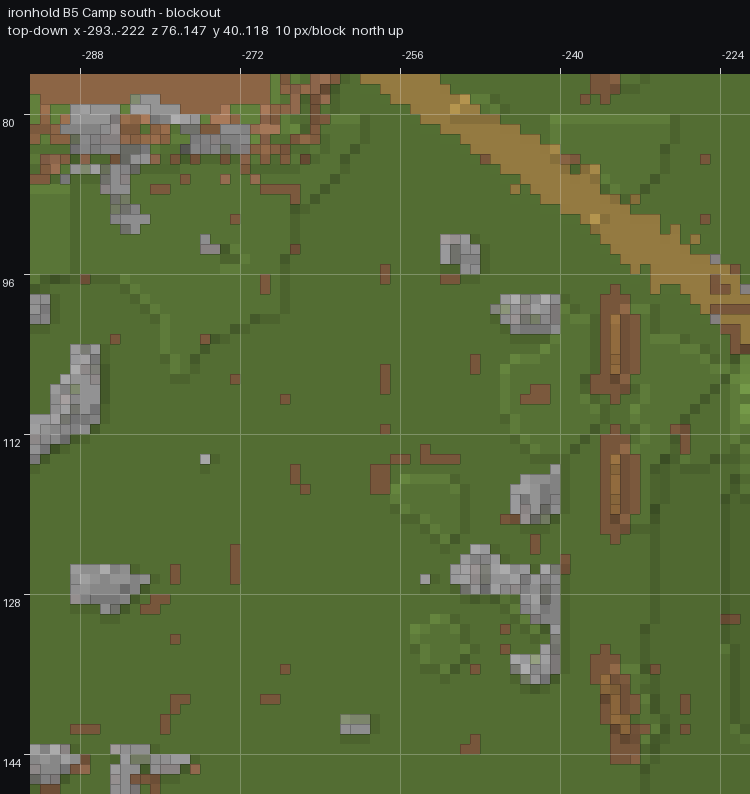 ironhold B5 Camp south - blockout
top-down x -293..-222 z 76..147 y 40..118 10 px/block north up
-288 -272 -256 -240 -224
80
96
112
128
144